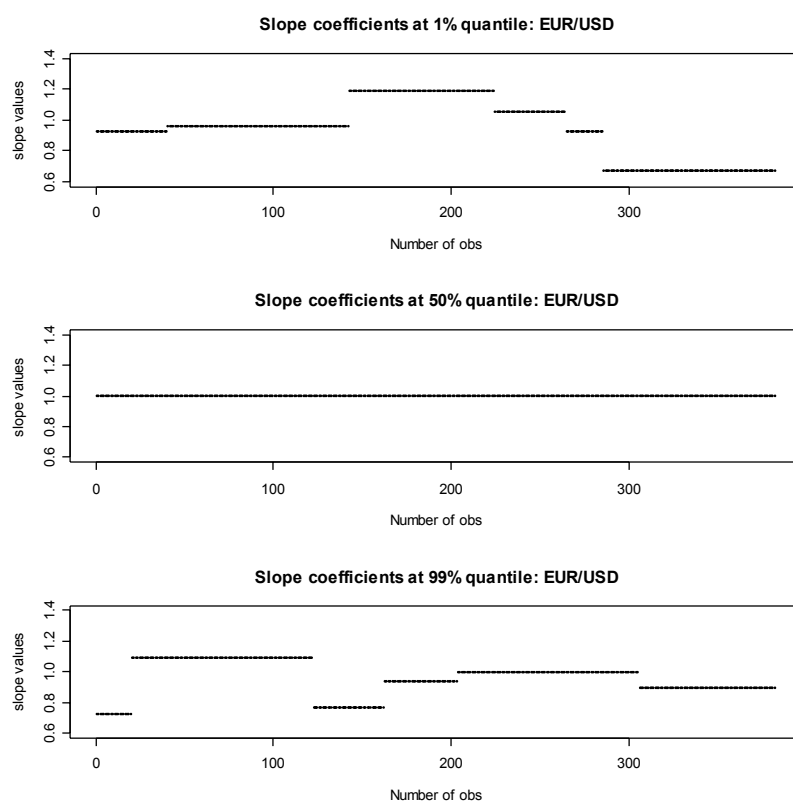 Slope coefficients at 1% quantile: EUR/USD
slope values
0.6 0.8 1.0 1.2 1.4
0 100 200 300
Number of obs
Slope coefficients at 50% quantile: EUR/USD
slope values
0.6 0.8 1.0 1.2 1.4
0 100 200 300
Number of obs
Slope coefficients at 99% quantile: EUR/USD
slope values
0.6 0.8 1.0 1.2 1.4
0 100 200 300
Number of obs